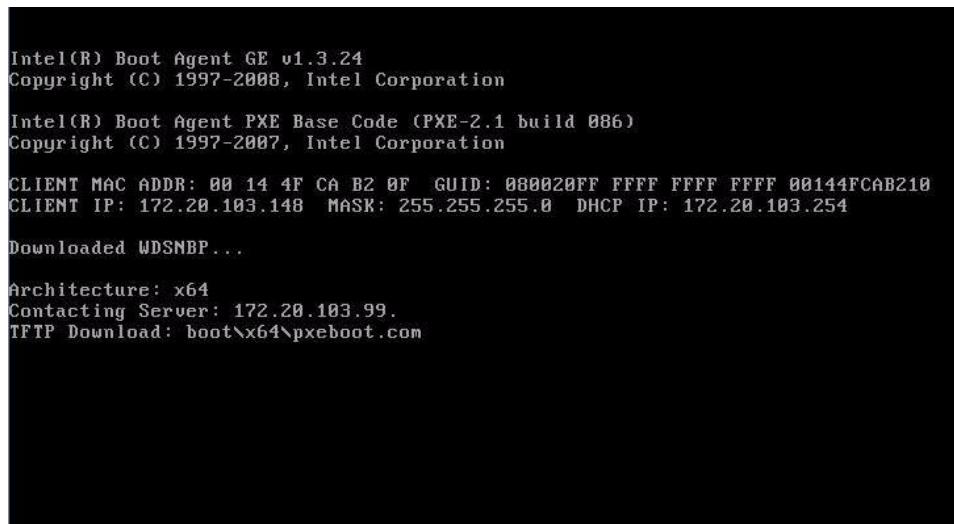 Intel(R) Boot Agent GE v1.3.24
Copyright (C) 1997-2008, Intel Corporation
Intel(R) Boot Agent PXE Base Code (PXE-2.1 build 086)
Copyright (C) 1997-2007, Intel Corporation
CLIENT MAC ADDR: 00 14 4F CA B2 0F  GUID: 080020FF FFFF FFFF FFFF 00144FCAB210
CLIENT IP: 172.20.103.148  MASK: 255.255.255.0  DHCP IP: 172.20.103.254
Downloaded WDSNBP...
Architecture: x64
Contacting Server: 172.20.103.99.
TFTP Download: boot\x64\pxeboot.com